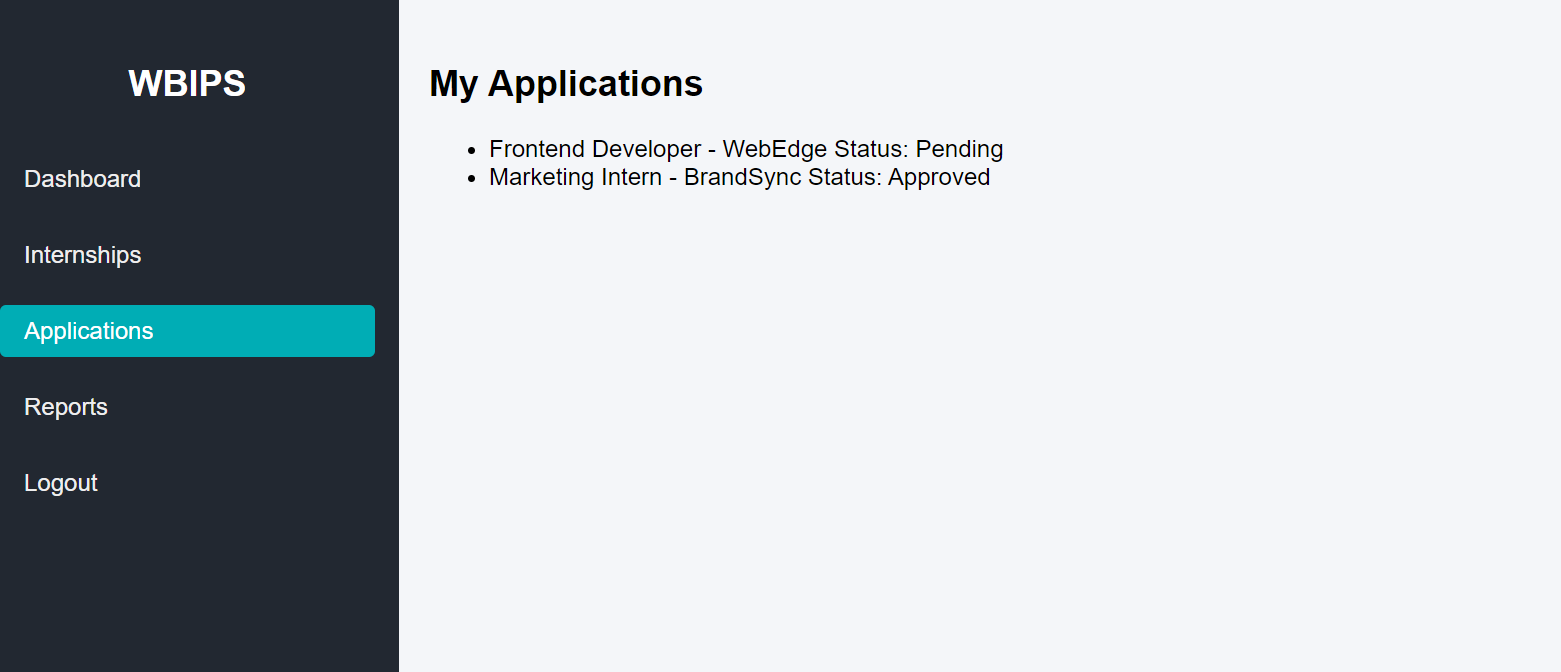 WBIPS
Dashboard
Internships
Applications
Reports
Logout
My Applications
Frontend Developer - WebEdge Status: Pending
Marketing Intern - BrandSync Status: Approved